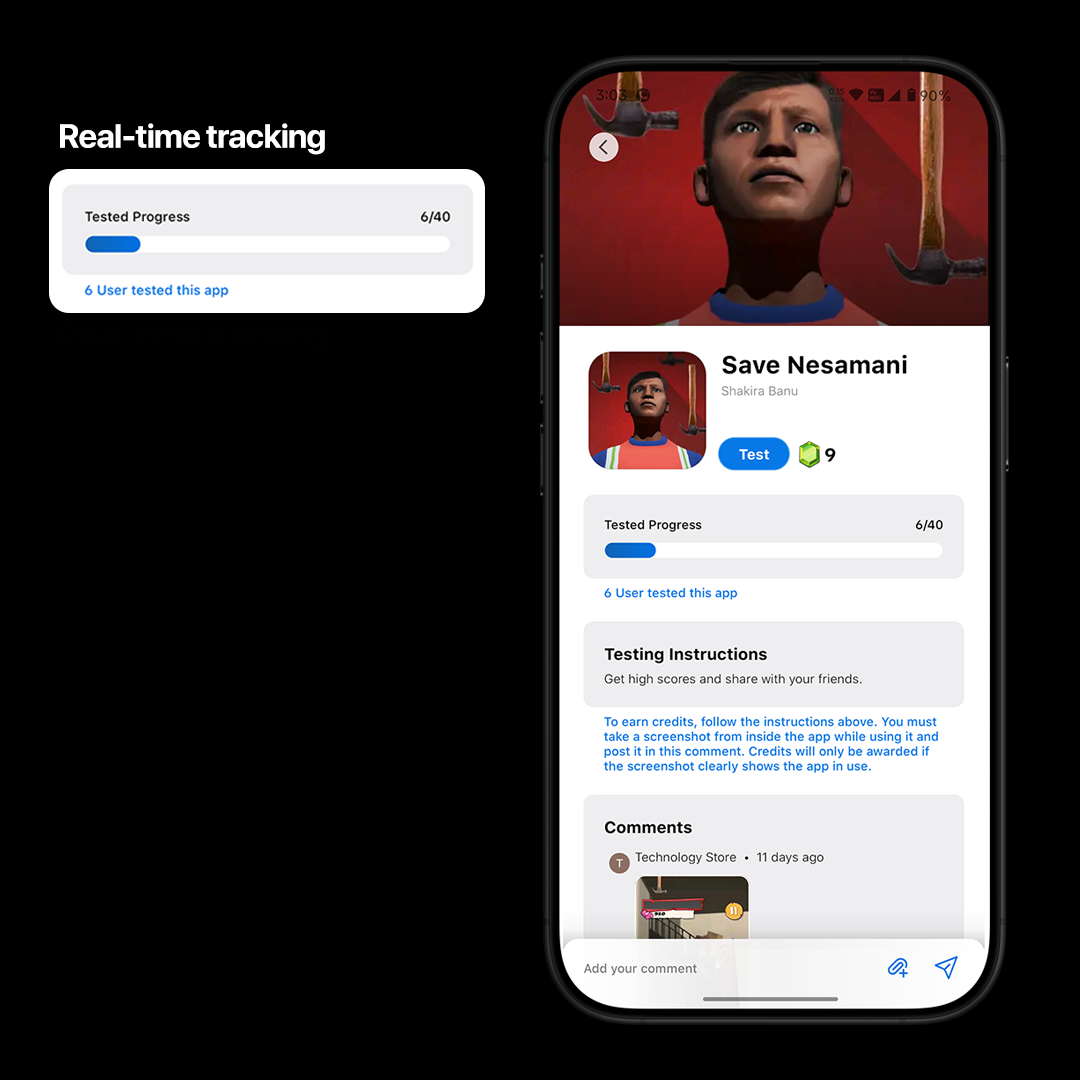 Real-time tracking
Tested Progress 6/40
6 User tested this app
3:03 90%
Save Nesamani
Shakira Banu
Test 9
Tested Progress 6/40
6 User tested this app
Testing Instructions
Get high scores and share with your friends.
To earn credits, follow the instructions above. You must
take a screenshot from inside the app while using it and
post it in this comment. Credits will only be awarded if
the screenshot clearly shows the app in use.
Comments
T Technology Store • 11 days ago
950
Add your comment